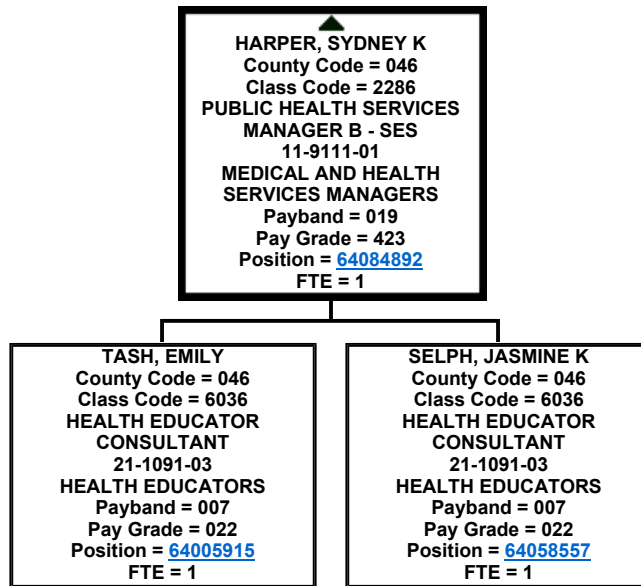 HARPER, SYDNEY K
County Code = 046
Class Code = 2286
PUBLIC HEALTH SERVICES
MANAGER B - SES
11-9111-01
MEDICAL AND HEALTH
SERVICES MANAGERS
Payband = 019
Pay Grade = 423
Position = 64084892
FTE = 1
TASH, EMILY
County Code = 046
Class Code = 6036
HEALTH EDUCATOR
CONSULTANT
21-1091-03
HEALTH EDUCATORS
Payband = 007
Pay Grade = 022
Position = 64005915
FTE = 1
SELPH, JASMINE K
County Code = 046
Class Code = 6036
HEALTH EDUCATOR
CONSULTANT
21-1091-03
HEALTH EDUCATORS
Payband = 007
Pay Grade = 022
Position = 64058557
FTE = 1